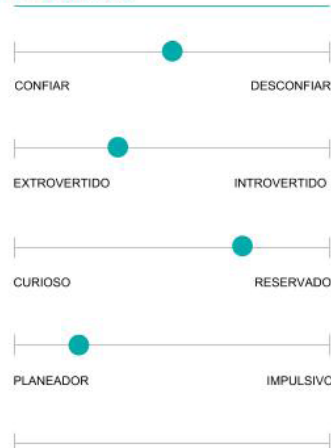 CONFIAR DESCONFIAR
EXTROVERTIDO INTROVERTIDO
CURIOSO RESERVADO
PLANEADOR IMPULSIVO